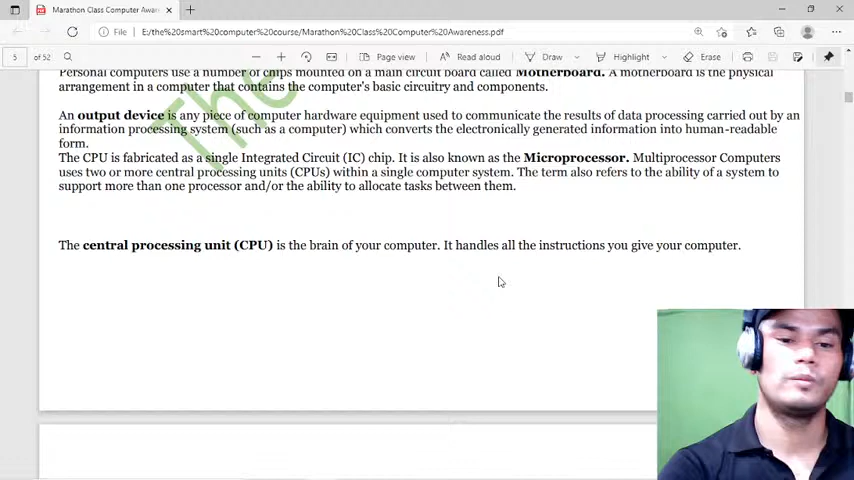 Marathon Class Computer Aware
File
E:/the%20smart%20computer%20course/Marathon%20Class%20Computer%20Awareness.pdf
5
of 52
Page view
Read aloud
Draw
Highlight
Erase
Personal computers use a number of chips mounted on a main circuit board called Motherboard. A motherboard is the physical
arrangement in a computer that contains the computer's basic circuitry and components.
An output device is any piece of computer hardware equipment used to communicate the results of data processing carried out by an
information processing system (such as a computer) which converts the electronically generated information into human-readable
form.
The CPU is fabricated as a single Integrated Circuit (IC) chip. It is also known as the Microprocessor. Multiprocessor Computers
uses two or more central processing units (CPUs) within a single computer system. The term also refers to the ability of a system to
support more than one processor and/or the ability to allocate tasks between them.
The central processing unit (CPU) is the brain of your computer. It handles all the instructions you give your computer.
The